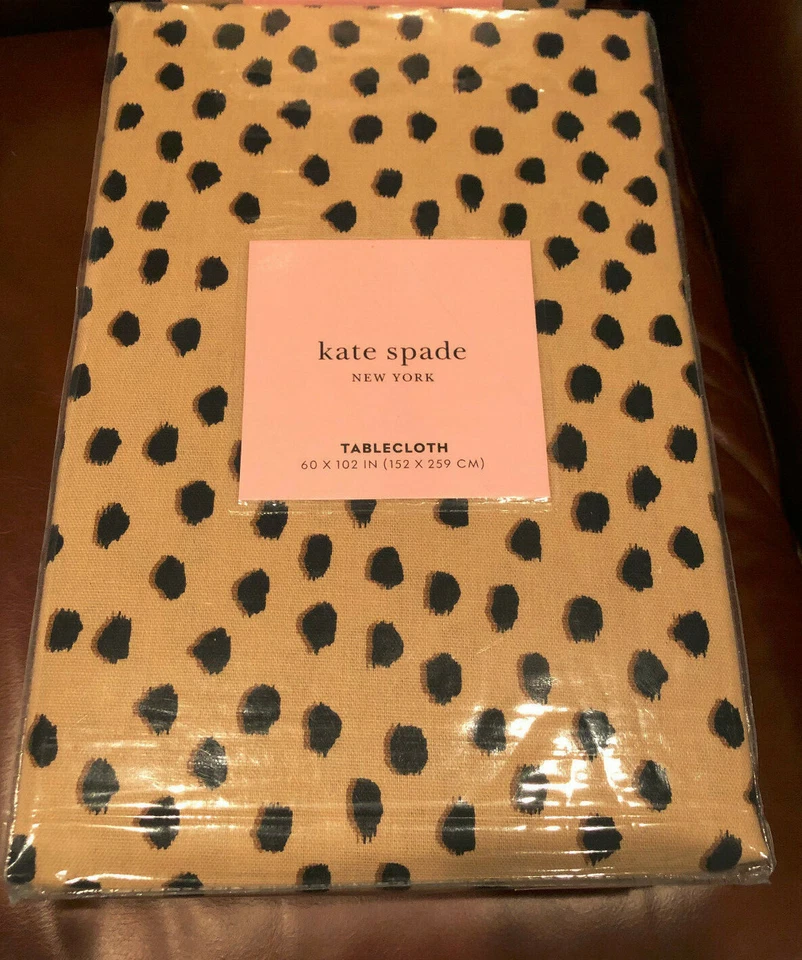 kate spade
NEW YORK
TABLECLOTH
60 X 102 IN (152 X 259 CM)